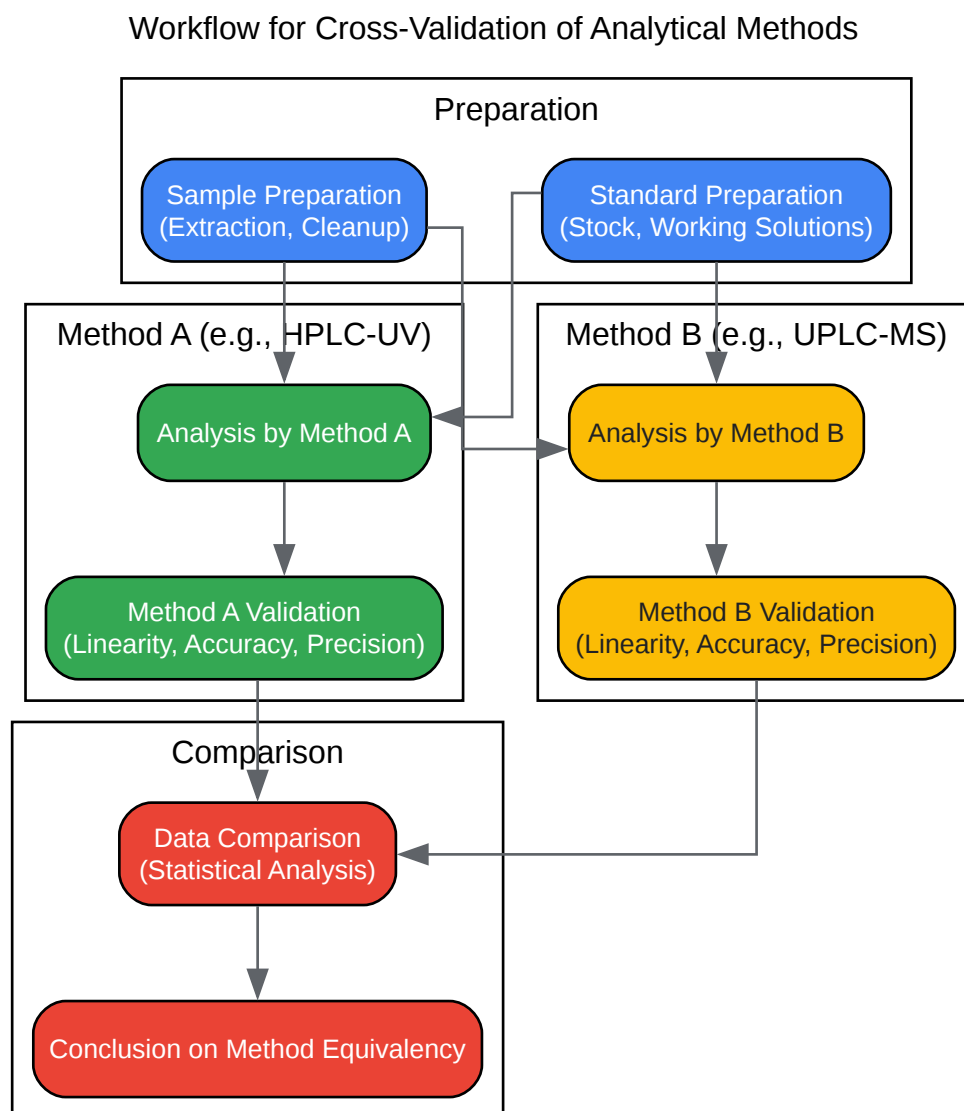 Workflow for Cross-Validation of Analytical Methods
Preparation
Sample Preparation
(Extraction, Cleanup)
Standard Preparation
(Stock, Working Solutions)
Method A (e.g., HPLC-UV)
Analysis by Method A
Method A Validation
(Linearity, Accuracy, Precision)
Method B (e.g., UPLC-MS)
Analysis by Method B
Method B Validation
(Linearity, Accuracy, Precision)
Comparison
Data Comparison
(Statistical Analysis)
Conclusion on Method Equivalency